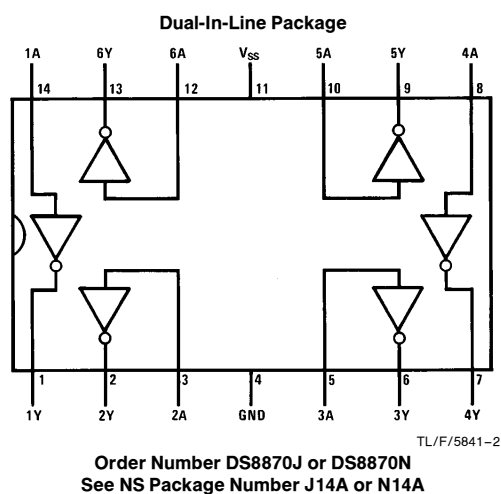 Dual-In-Line Package
1A 6Y 6A VSS 5A 5Y 4A
14 13 12 11 10 9 8
1 2 3 4 5 6 7
1Y 2Y 2A GND 3A 3Y 4Y
TL/F/5841–2
Order Number DS8870J or DS8870N
See NS Package Number J14A or N14A